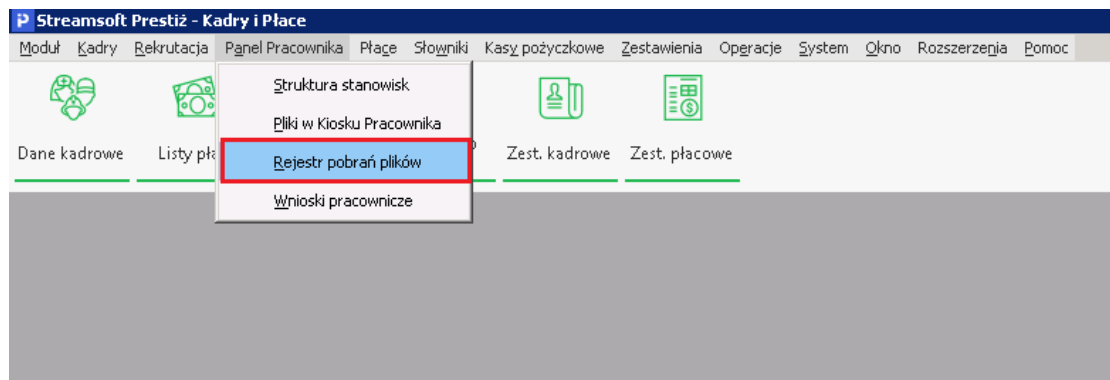 Streamsoft Prestiż - Kadry i Płace
Moduł Kadry Rekrutacja Panel Pracownika Płace Słowniki Kasy pożyczkowe Zestawienia Operacje System Okno Rozszerzenia Pomoc
Struktura stanowisk
Pliki w Kiosku Pracownika
Dane kadrowe Listy Zest. kadrowe Zest. płacowe
Rejestr pobrań plików
Wnioski pracownicze